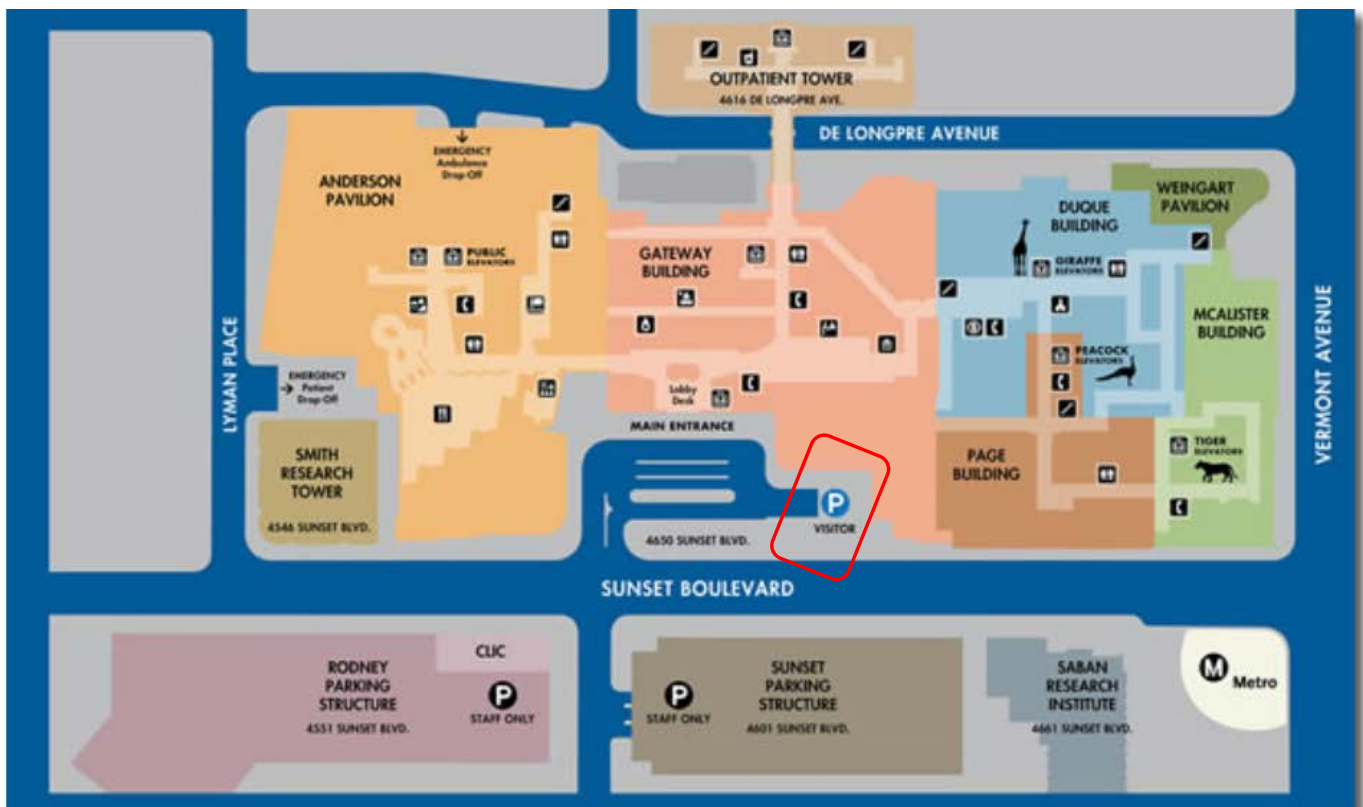 OUTPATIENT TOWER
4616 DE LONGPRE AVE.
DE LONGPRE AVENUE
EMERGENCY
Ambulance
Drop-Off
ANDERSON
PAVILION
WEINGART
PAVILION
DUQUE
BUILDING
PUBLIC
ELEVATORS
GATEWAY
BUILDING
GIRAFFE
ELEVATORS
MCALISTER
BUILDING
PEACOCK
ELEVATORS
LYMAN PLACE
VERMONT AVENUE
EMERGENCY
Patient
Drop-Off
Lobby
Desk
MAIN ENTRANCE
SMITH
RESEARCH
TOWER
4546 SUNSET BLVD.
PAGE
BUILDING
TIGER
ELEVATORS
P
VISITOR
4650 SUNSET BLVD.
SUNSET BOULEVARD
CLIC
RODNEY
PARKING
STRUCTURE
4551 SUNSET BLVD.
P
STAFF ONLY
P
STAFF ONLY
SUNSET
PARKING
STRUCTURE
4601 SUNSET BLVD.
SABAN
RESEARCH
INSTITUTE
4661 SUNSET BLVD.
M
Metro